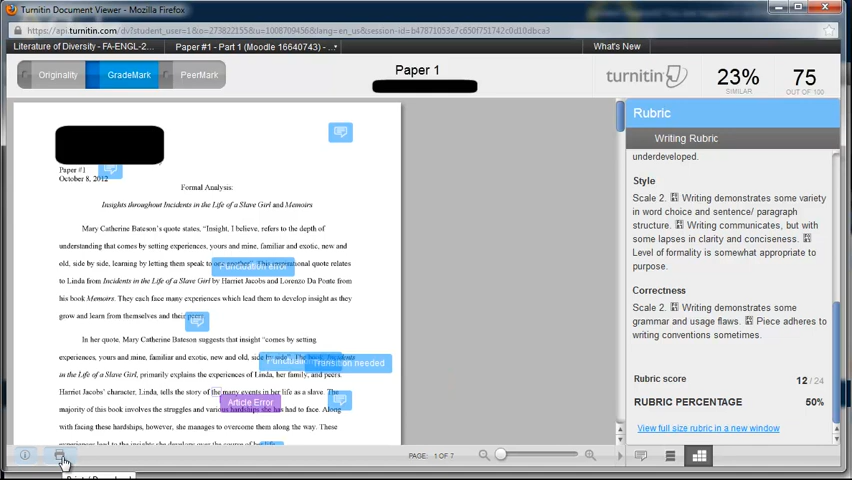 Turnitin Document Viewer - Mozilla Firefox
https://api.turnitin.com/dv?student_user=1&o=273822155&u=1008709456&lang=en_us&session-id=b47871053e7c650f751742c0d10dbca3
Literature of Diversity - FA-ENGL-2...
Paper #1 - Part 1 (Moodle 16640743) - ...
What's New
Originality
GradeMark
PeerMark
Paper 1
turnitin
23%
SIMILAR
75
OUT OF 100
Paper #1
October 8, 2012
Formal Analysis:
Insights throughout Incidents in the Life of a Slave Girl and Memoirs
Mary Catherine Bateson's quote states, "Insight, I believe, refers to the depth of
understanding that comes by setting experiences, yours and mine, familiar and exotic, new and
old, side by side, learning by letting them speak to one another". This inspirational quote relates
Punctuation error
to Linda from Incidents in the Life of a Slave Girl by Harriet Jacobs and Lorenzo Da Ponte from
his book Memoirs. They each face many experiences which lead them to develop insight as they
grow and learn from themselves and their peers.
In her quote, Mary Catherine Bateson suggests that insight "comes by setting
experiences, yours and mine, familiar and exotic, new and old, side by side". Incidents
Transition needed
in the Life of a Slave Girl, primarily explains the experiences of Linda, her family, and peers.
Harriet Jacobs' character, Linda, tells the story of the many events in her life as a slave. The
Article Error
majority of this book involves the struggles and various hardships she has had to face. Along
with facing these hardships, however, she manages to overcome them along the way. These
experiences lead to the insights she develops over the course of her life.
Rubric
Writing Rubric
underdeveloped.
Style
Scale 2. Writing demonstrates some variety
in word choice and sentence/ paragraph
structure. Writing communicates, but with
some lapses in clarity and conciseness.
Level of formality is somewhat appropriate to
purpose.
Correctness
Scale 2. Writing demonstrates some
grammar and usage flaws. Piece adheres to
writing conventions sometimes.
Rubric score
12 / 24
RUBRIC PERCENTAGE
50%
View full size rubric in a new window
PAGE: 1 OF 7